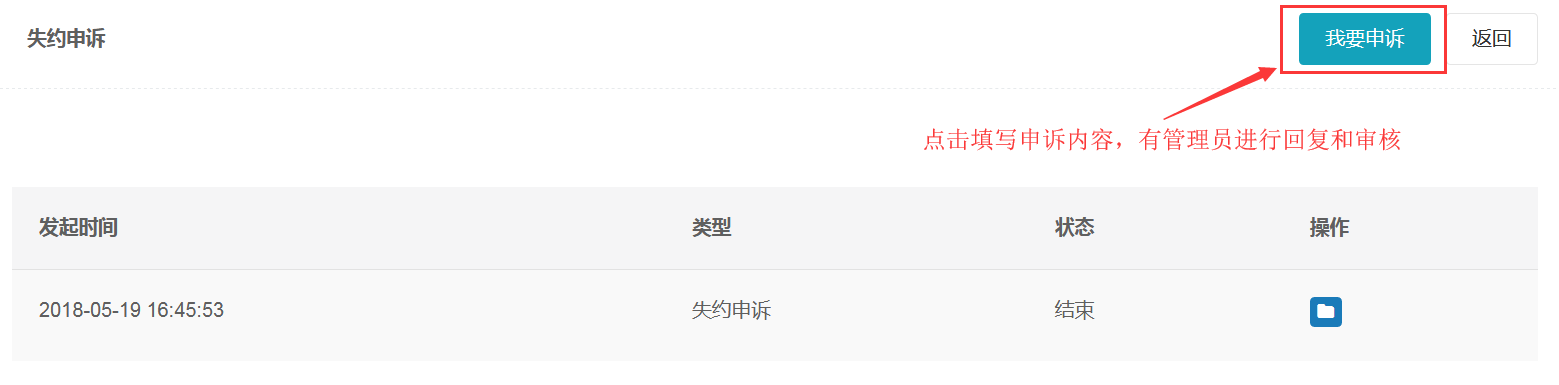 失约申诉 我要申诉 返回
点击填写申诉内容，有管理员进行回复和审核
发起时间 类型 状态 操作
2018-05-19 16:45:53 失约申诉 结束